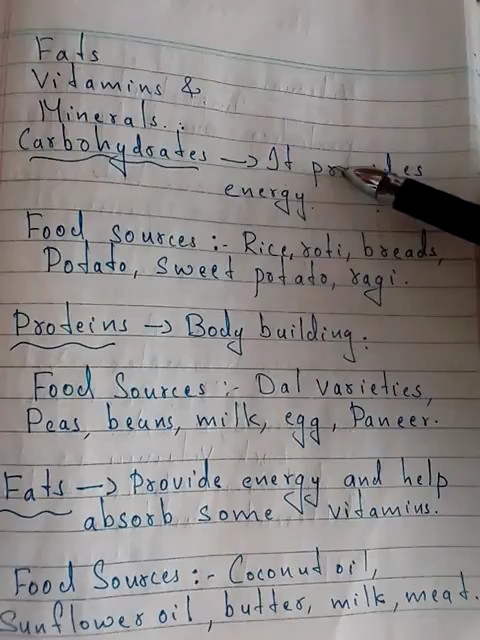 Fats
Vitamins &
Minerals.
Carbohydrates → It provides
energy.
Food sources :- Rice, roti, breads,
Potato, sweet potato, ragi.
Proteins → Body building.
Food Sources :- Dal varieties,
Peas, beans, milk, egg, Paneer.
Fats → Provide energy and help
absorb some vitamins.
Food Sources :- Coconut oil,
Sunflower oil, butter, milk, meat.